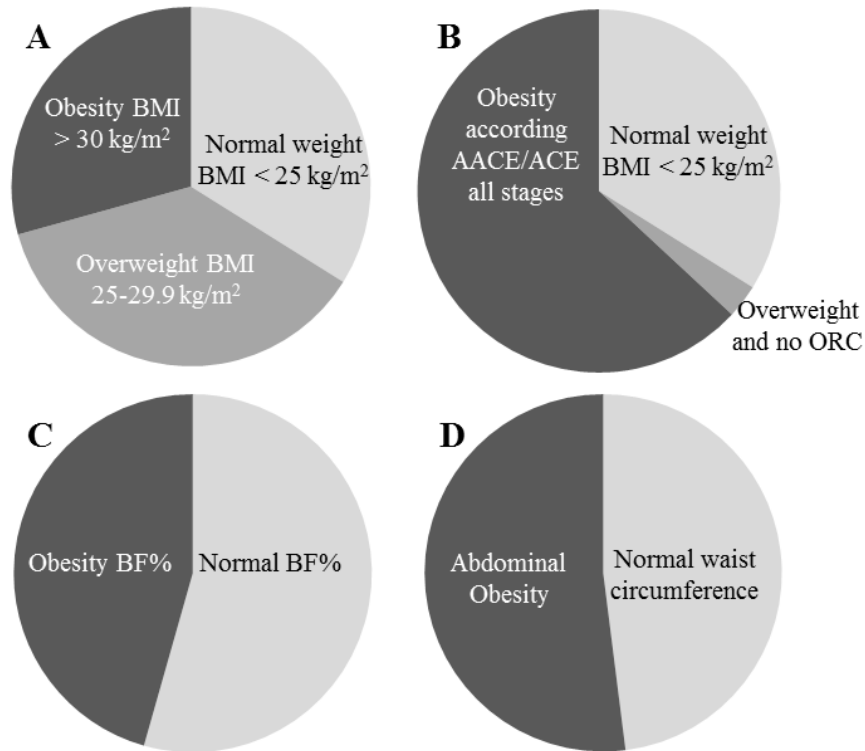 A
Obesity BMI
> 30 kg/m²
Normal weight
BMI < 25 kg/m²
Overweight BMI
25-29.9 kg/m²
B
Obesity
according
AACE/ACE
all stages
Normal weight
BMI < 25 kg/m²
Overweight
and no ORC
C
Obesity BF%
Normal BF%
D
Abdominal
Obesity
Normal waist
circumference